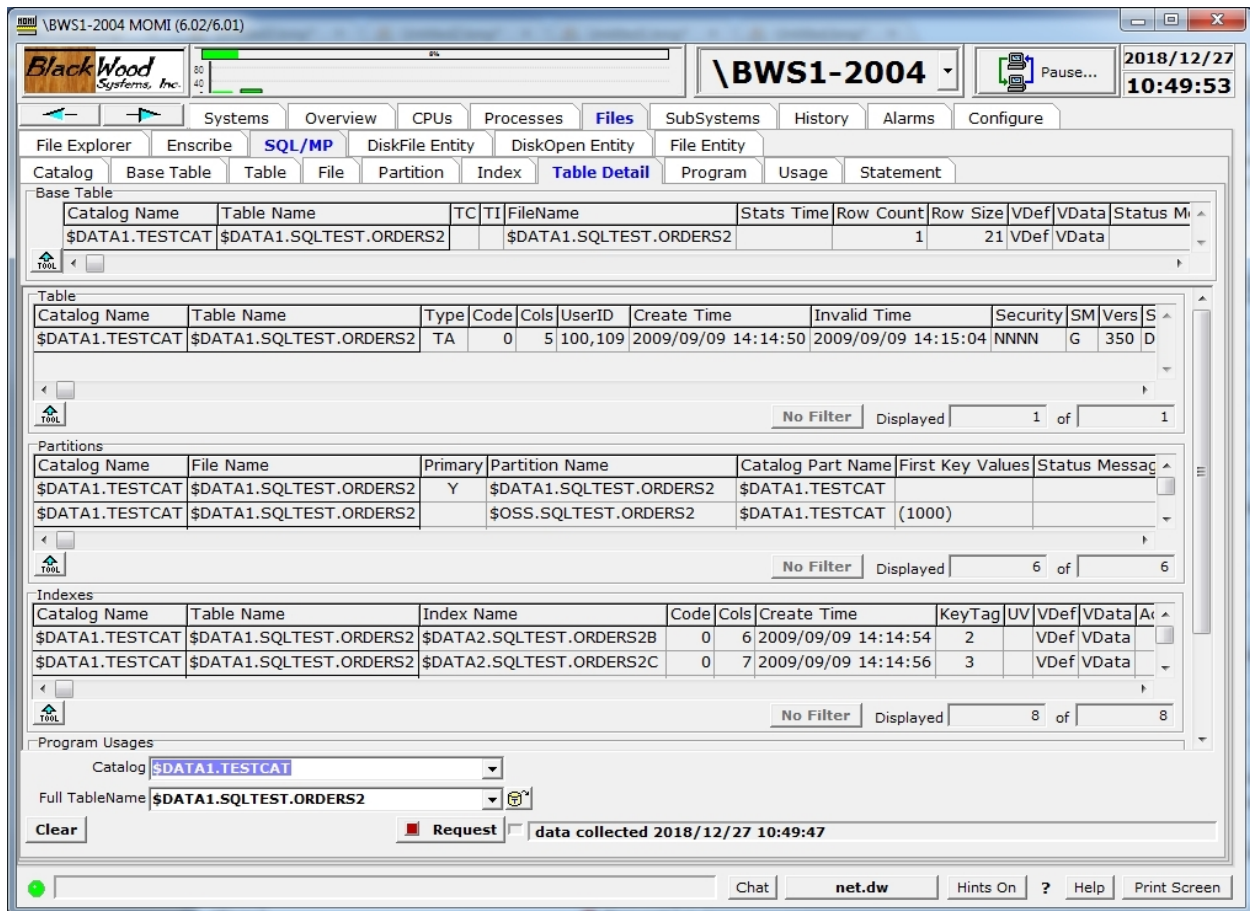 MOMI \BWS1-2004 MOMI (6.02/6.01)
BlackWood
Systems, Inc.
80
40
0%
\BWS1-2004
Pause...
2018/12/27
10:49:53
Systems Overview CPUs Processes Files SubSystems History Alarms Configure
File Explorer Enscribe SQL/MP DiskFile Entity DiskOpen Entity File Entity
Catalog Base Table Table File Partition Index Table Detail Program Usage Statement
Base Table
Catalog Name Table Name TC TI FileName Stats Time Row Count Row Size VDef VData Status M
$DATA1.TESTCAT $DATA1.SQLTEST.ORDERS2 $DATA1.SQLTEST.ORDERS2 1 21 VDef VData
TOOL
Table
Catalog Name Table Name Type Code Cols UserID Create Time Invalid Time Security SM Vers S
$DATA1.TESTCAT $DATA1.SQLTEST.ORDERS2 TA 0 5 100,109 2009/09/09 14:14:50 2009/09/09 14:15:04 NNNN G 350 D
TOOL
No Filter Displayed 1 of 1
Partitions
Catalog Name File Name Primary Partition Name Catalog Part Name First Key Values Status Messag
$DATA1.TESTCAT $DATA1.SQLTEST.ORDERS2 Y $DATA1.SQLTEST.ORDERS2 $DATA1.TESTCAT
$DATA1.TESTCAT $DATA1.SQLTEST.ORDERS2 $OSS.SQLTEST.ORDERS2 $DATA1.TESTCAT (1000)
TOOL
No Filter Displayed 6 of 6
Indexes
Catalog Name Table Name Index Name Code Cols Create Time KeyTag UV VDef VData Ac
$DATA1.TESTCAT $DATA1.SQLTEST.ORDERS2 $DATA2.SQLTEST.ORDERS2B 0 6 2009/09/09 14:14:54 2 VDef VData
$DATA1.TESTCAT $DATA1.SQLTEST.ORDERS2 $DATA2.SQLTEST.ORDERS2C 0 7 2009/09/09 14:14:56 3 VDef VData
TOOL
No Filter Displayed 8 of 8
Program Usages
Catalog $DATA1.TESTCAT
Full TableName $DATA1.SQLTEST.ORDERS2
Clear Request data collected 2018/12/27 10:49:47
Chat net.dw Hints On ? Help Print Screen